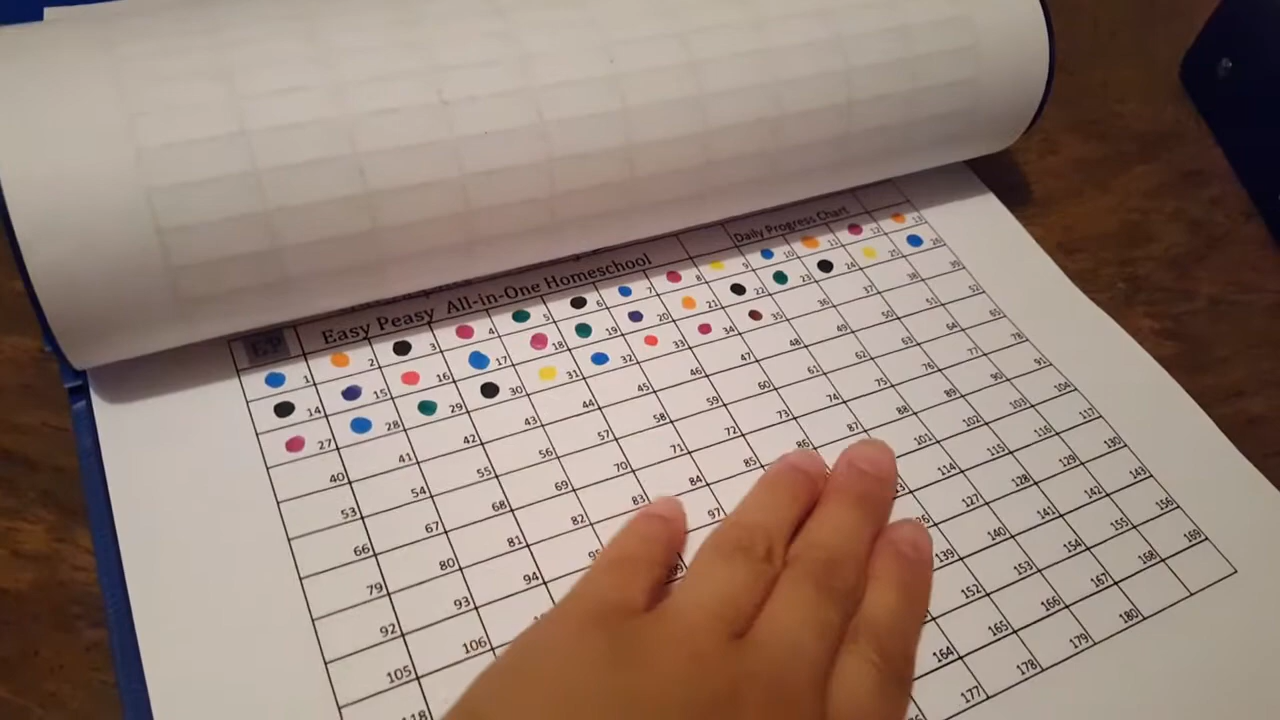 EP Easy Peasy All-in-One Homeschool Daily Progress Chart
1 2 3 4 5 6 7 8 9 10 11 12 13
14 15 16 17 18 19 20 21 22 23 24 25 26
27 28 29 30 31 32 33 34 35 36 37 38 39
40 41 42 43 44 45 46 47 48 49 50 51 52
53 54 55 56 57 58 59 60 61 62 63 64 65
66 67 68 69 70 71 72 73 74 75 76 77 78
79 80 81 82 83 84 85 86 87 88 89 90 91
92 93 94 97 101 102 103 104
105 106 114 115 116 117
118 127 128 129 130
139 140 141 142 143
152 153 154 155 156
164 165 166 167 168 169
177 178 179 180